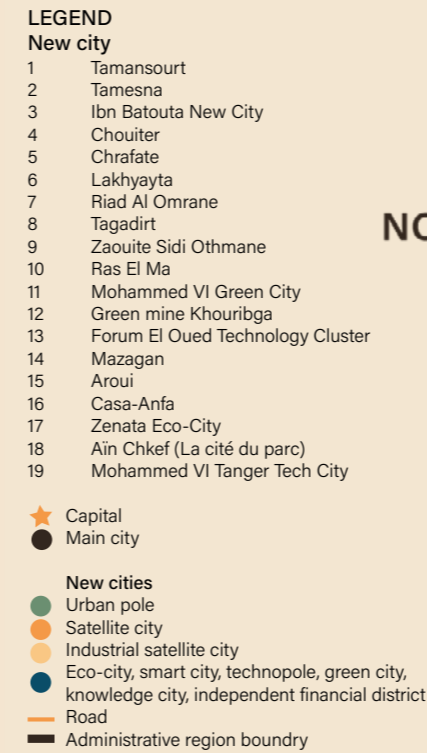 LEGEND
New city
1 Tamansourt
2 Tamesna
3 Ibn Batouta New City
4 Chouiter
5 Chrafate
6 Lakhyayta
7 Riad Al Omrane
8 Tagadirt
9 Zaouite Sidi Othmane
10 Ras El Ma
11 Mohammed VI Green City
12 Green mine Khouribga
13 Forum El Oued Technology Cluster
14 Mazagan
15 Aroui
16 Casa-Anfa
17 Zenata Eco-City
18 Aïn Chkef (La cité du parc)
19 Mohammed VI Tanger Tech City
Capital
Main city
New cities
Urban pole
Satellite city
Industrial satellite city
Eco-city, smart city, technopole, green city,
knowledge city, independent financial district
Road
Administrative region boundry